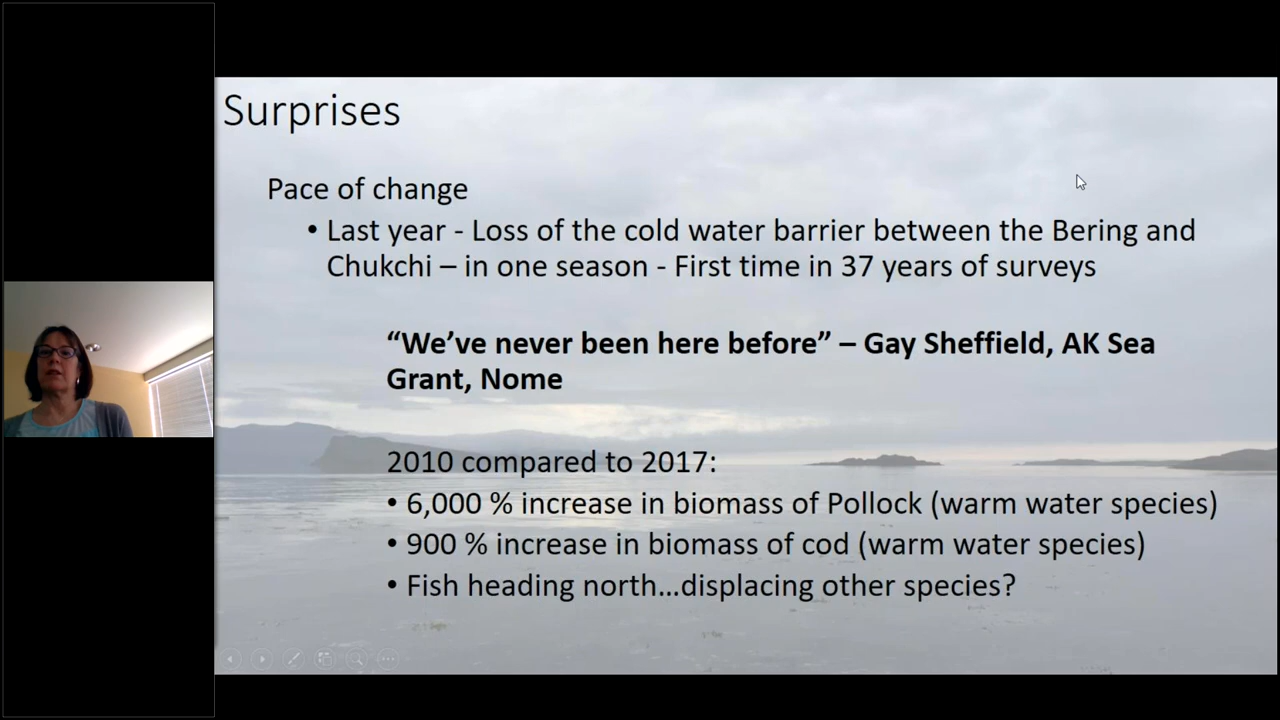 Surprises
Pace of change
• Last year - Loss of the cold water barrier between the Bering and
Chukchi – in one season - First time in 37 years of surveys
“We’ve never been here before” – Gay Sheffield, AK Sea
Grant, Nome
2010 compared to 2017:
• 6,000 % increase in biomass of Pollock (warm water species)
• 900 % increase in biomass of cod (warm water species)
• Fish heading north...displacing other species?